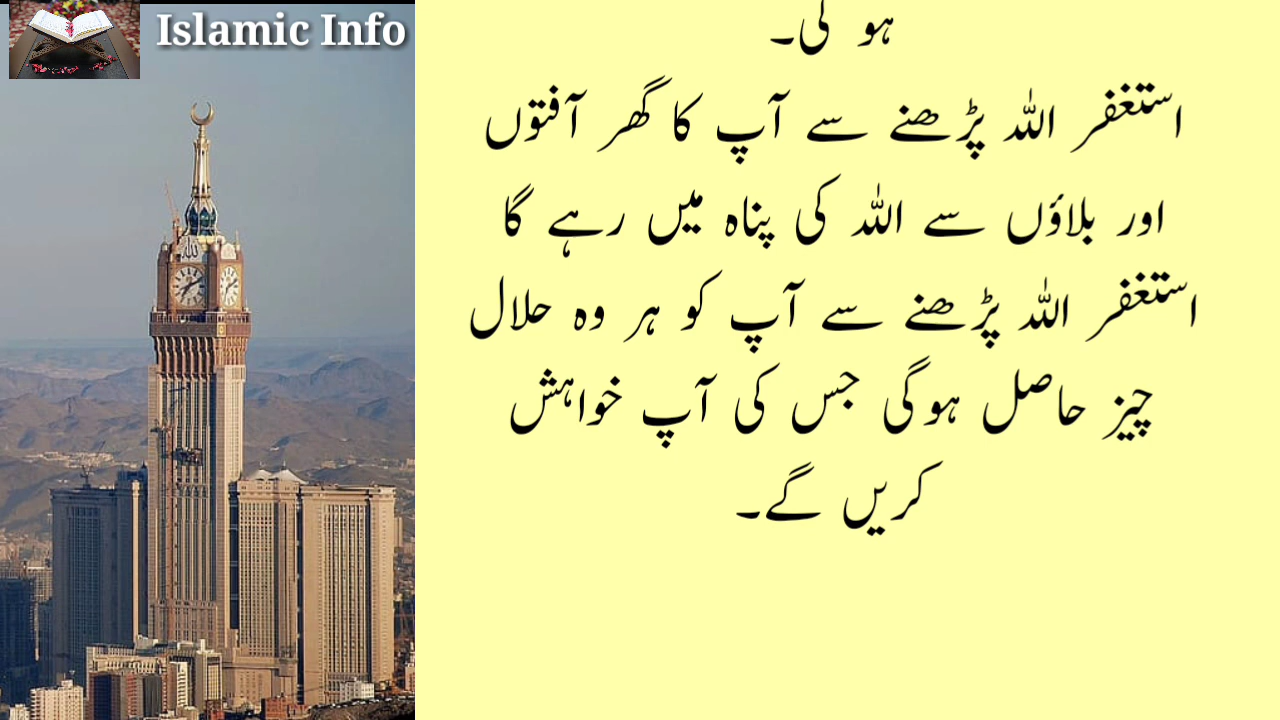 Islamic Info
ہو گی۔
استغفر اللہ پڑھنے سے آپ کا گھر آفتوں
اور بلاؤں سے اللہ کی پناہ میں رہے گا
استغفر اللہ پڑھنے سے آپ کو ہر وہ حلال
چیز حاصل ہوگی جس کی آپ خواہش
کریں گے۔